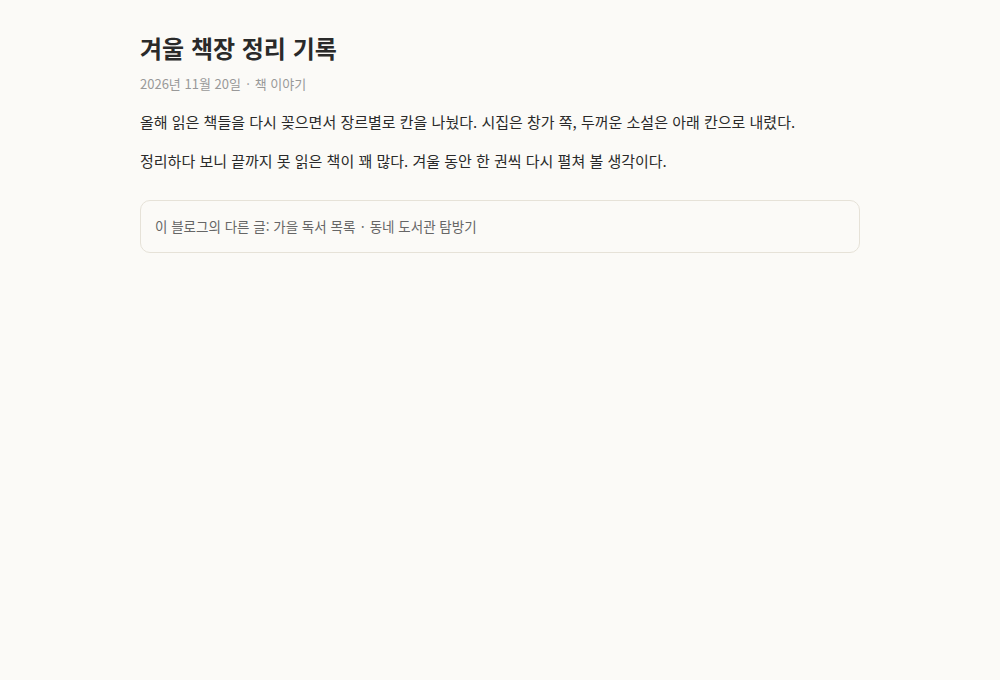 겨울 책장 정리 기록
2026년 11월 20일 · 책 이야기
올해 읽은 책들을 다시 꽂으면서 장르별로 칸을 나눴다. 시집은 창가 쪽, 두꺼운 소설은 아래 칸으로 내렸다.
정리하다 보니 끝까지 못 읽은 책이 꽤 많다. 겨울 동안 한 권씩 다시 펼쳐 볼 생각이다.
이 블로그의 다른 글: 가을 독서 목록 · 동네 도서관 탐방기